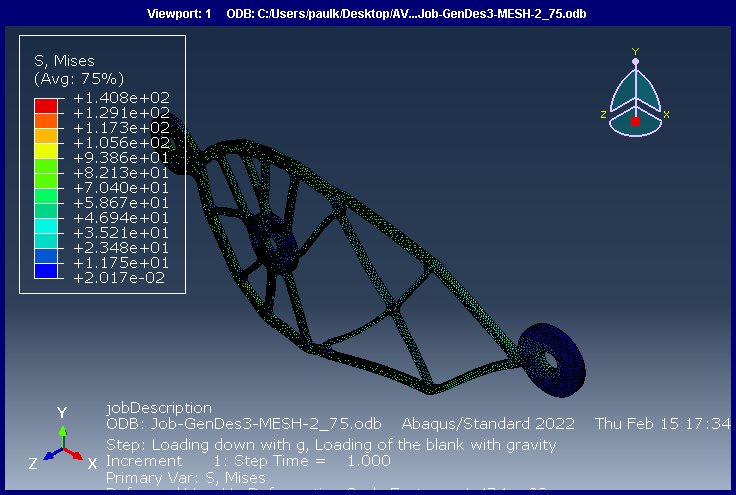 Viewport: 1 ODB: C:/Users/paulk/Desktop/AV...Job-GenDes3-MESH-2_75.odb
S, Mises
(Avg: 75%)
+1.408e+02
+1.291e+02
+1.173e+02
+1.056e+02
+9.386e+01
+8.213e+01
+7.040e+01
+5.867e+01
+4.694e+01
+3.521e+01
+2.348e+01
+1.175e+01
+2.017e-02
Y
Z X
Y
Z X
jobDescription
ODB: Job-GenDes3-MESH-2_75.odb Abaqus/Standard 2022 Thu Feb 15 17:34
Step: Loading down with g, Loading of the blank with gravity
Increment 1: Step Time = 1.000
Primary Var: S, Mises